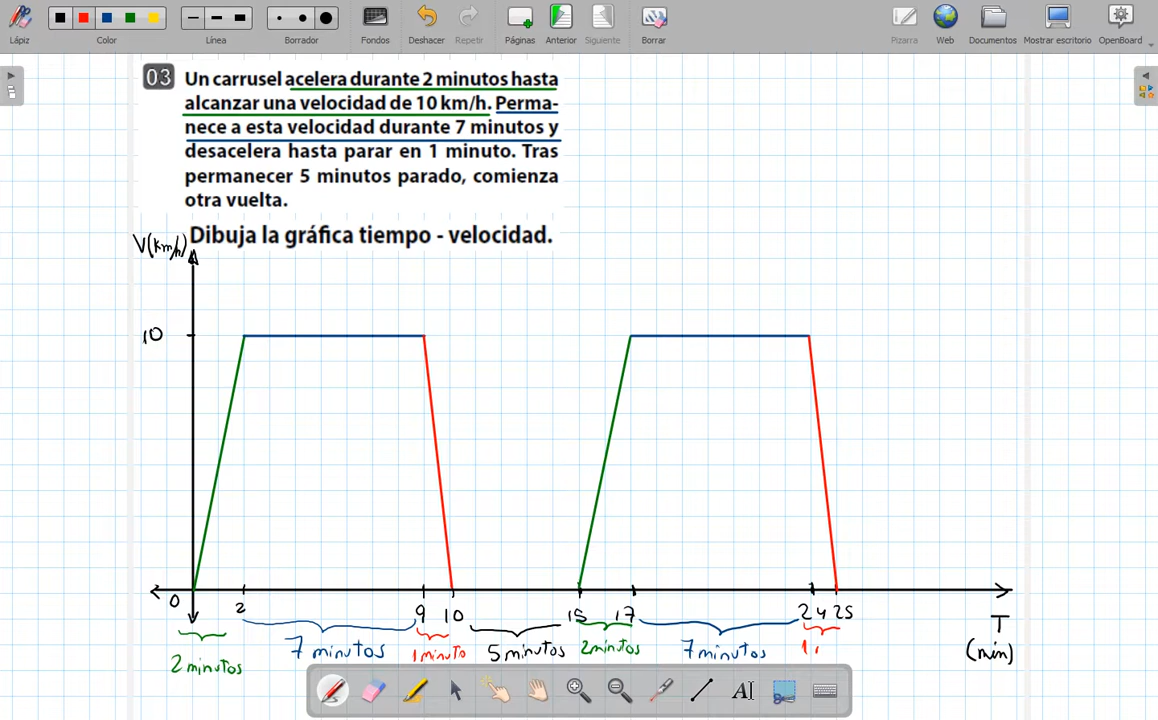 Lápiz
Color
Línea
Borrador
Fondos
Deshacer
Repetir
Páginas
Anterior
Siguiente
Borrar
Pizarra
Web
Documentos
Mostrar escritorio
OpenBoard
03
Un carrusel acelera durante 2 minutos hasta
alcanzar una velocidad de 10 km/h. Perma-
nece a esta velocidad durante 7 minutos y
desacelera hasta parar en 1 minuto. Tras
permanecer 5 minutos parado, comienza
otra vuelta.
Dibuja la gráfica tiempo - velocidad.
V(km/h)
10
0 2 9 10 15 17 24 25
T
(min)
2 minutos 7 minutos 1 minuto 5 minutos 2 minutos 7 minutos 1
A